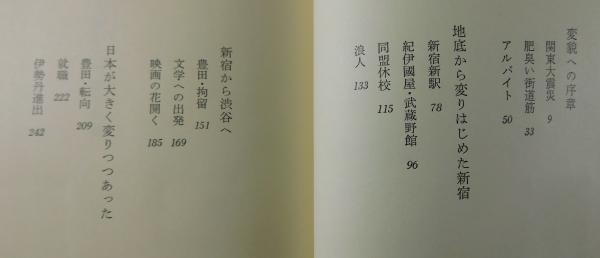 変貌への序章
関東大震災 9
肥臭い街道筋 33
アルバイト 50
地底から変りはじめた新宿
新宿新駅 78
紀伊國屋・武蔵野館 96
同盟休校 115
浪人 133
新宿から渋谷へ
豊田・拘留 151
文学への出発 169
映画の花開く 185
日本が大きく変りつつあった
豊田・転向 209
就職 222
伊勢丹進出 242